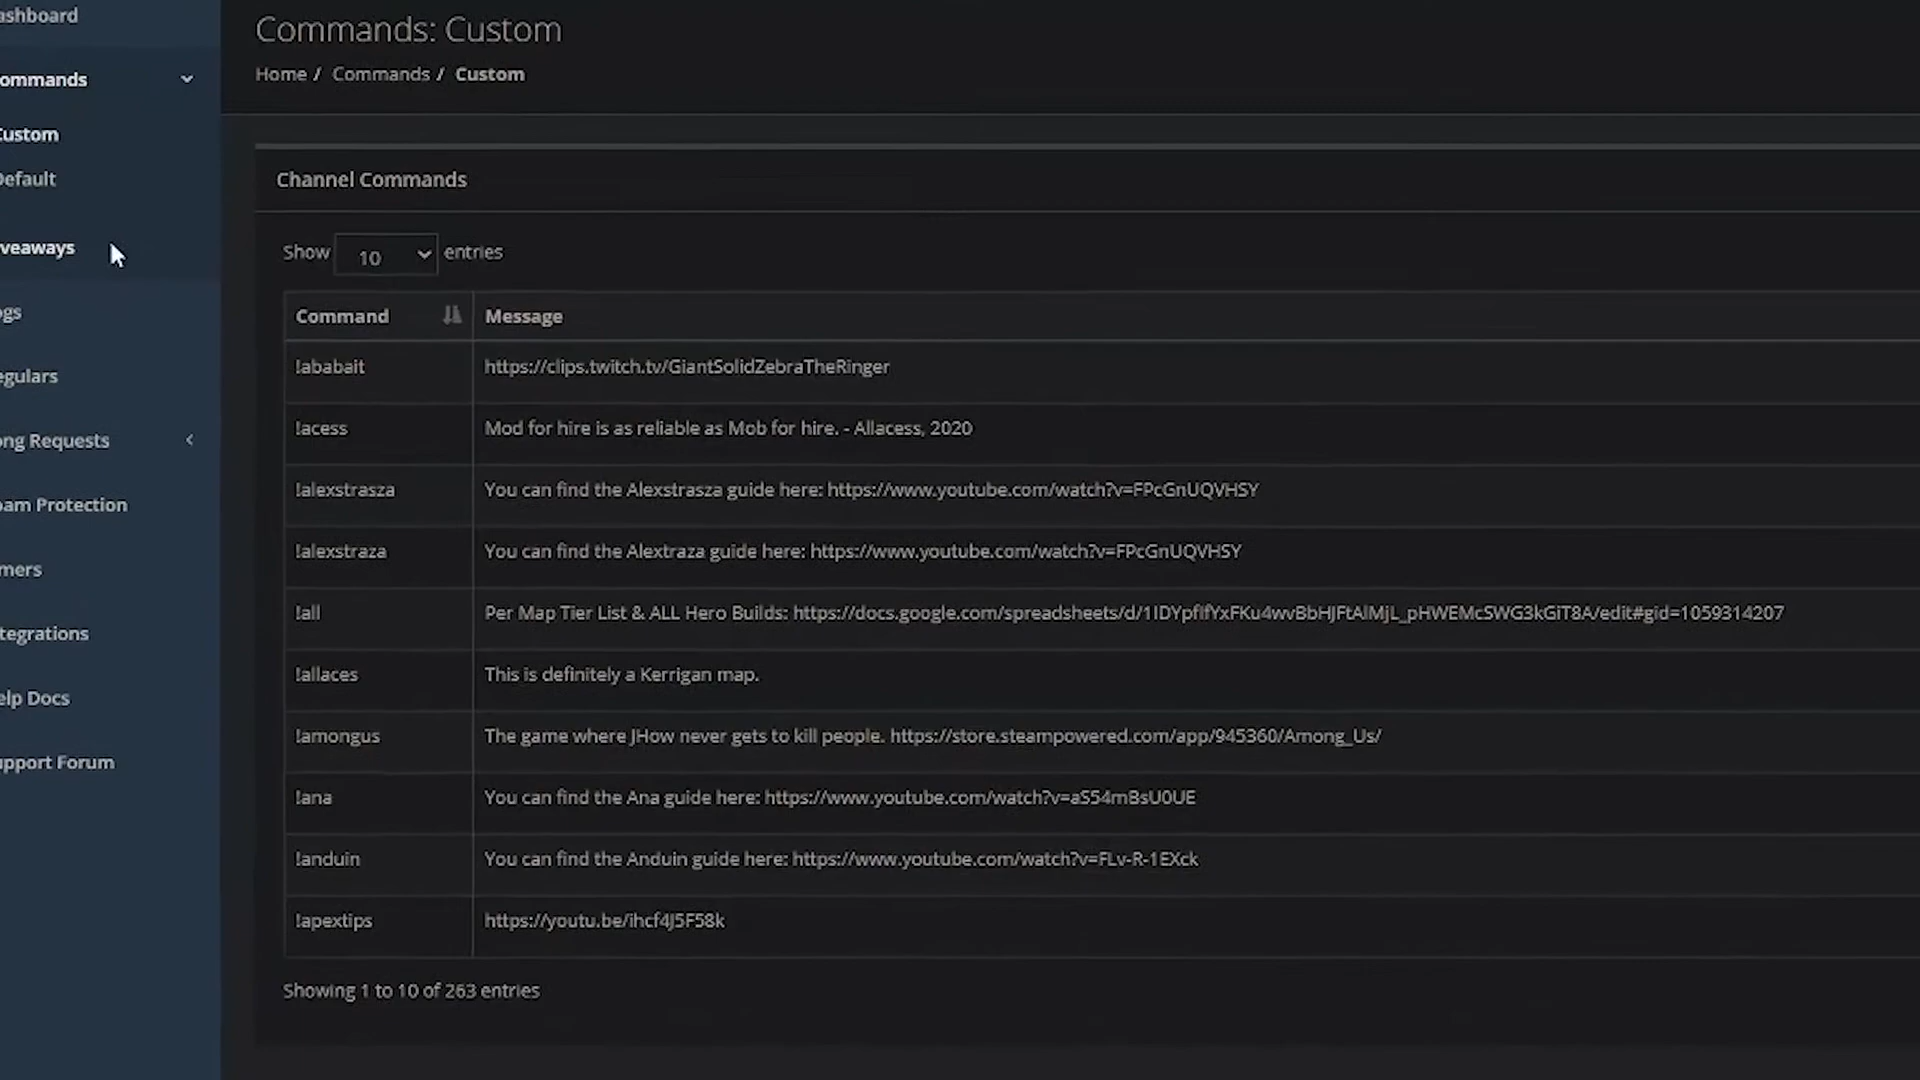 ashboard
ommands
Custom
Default
veaways
ogs
egulars
ong Requests
pam Protection
mers
ntegrations
elp Docs
upport Forum
Commands: Custom
Home / Commands / Custom
Channel Commands
Show 10 entries
Command Message
!ababait https://clips.twitch.tv/GiantSolidZebraTheRinger
!acess Mod for hire is as reliable as Mob for hire. - Allacess, 2020
!alexstrasza You can find the Alexstrasza guide here: https://www.youtube.com/watch?v=FPcGnUQVHSY
!alexstraza You can find the Alextraza guide here: https://www.youtube.com/watch?v=FPcGnUQVHSY
!all Per Map Tier List & ALL Hero Builds: https://docs.google.com/spreadsheets/d/1IDYpfIfYxFKu4wvBbHJFtAlMjL_pHWEMcSWG3kGiT8A/edit#gid=1059314207
!allaces This is definitely a Kerrigan map.
!amongus The game where JHow never gets to kill people. https://store.steampowered.com/app/945360/Among_Us/
!ana You can find the Ana guide here: https://www.youtube.com/watch?v=aS54mBsU0UE
!anduin You can find the Anduin guide here: https://www.youtube.com/watch?v=FLv-R-1EXck
!apextips https://youtu.be/ihcf4J5F58k
Showing 1 to 10 of 263 entries